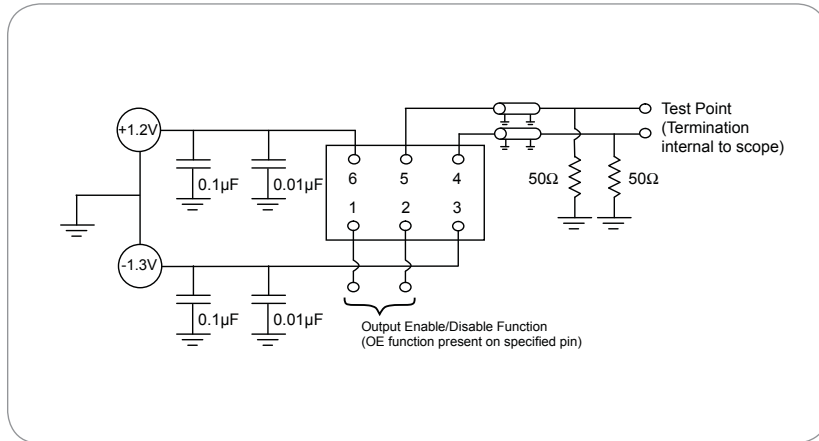 +1.2V
0.1µF
0.01µF
6
5
4
1
2
3
50Ω
50Ω
Test Point
(Termination
internal to scope)
-1.3V
0.1µF
0.01µF
Output Enable/Disable Function
(OE function present on specified pin)